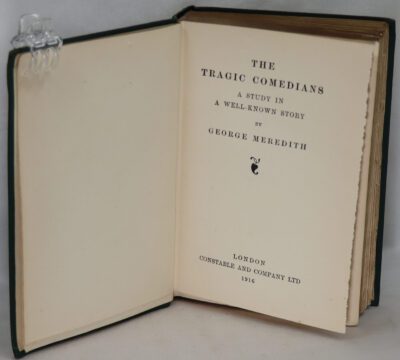 THE
TRAGIC COMEDIANS
A STUDY IN
A WELL-KNOWN STORY
BY
GEORGE MEREDITH
LONDON
CONSTABLE AND COMPANY LTD
1916